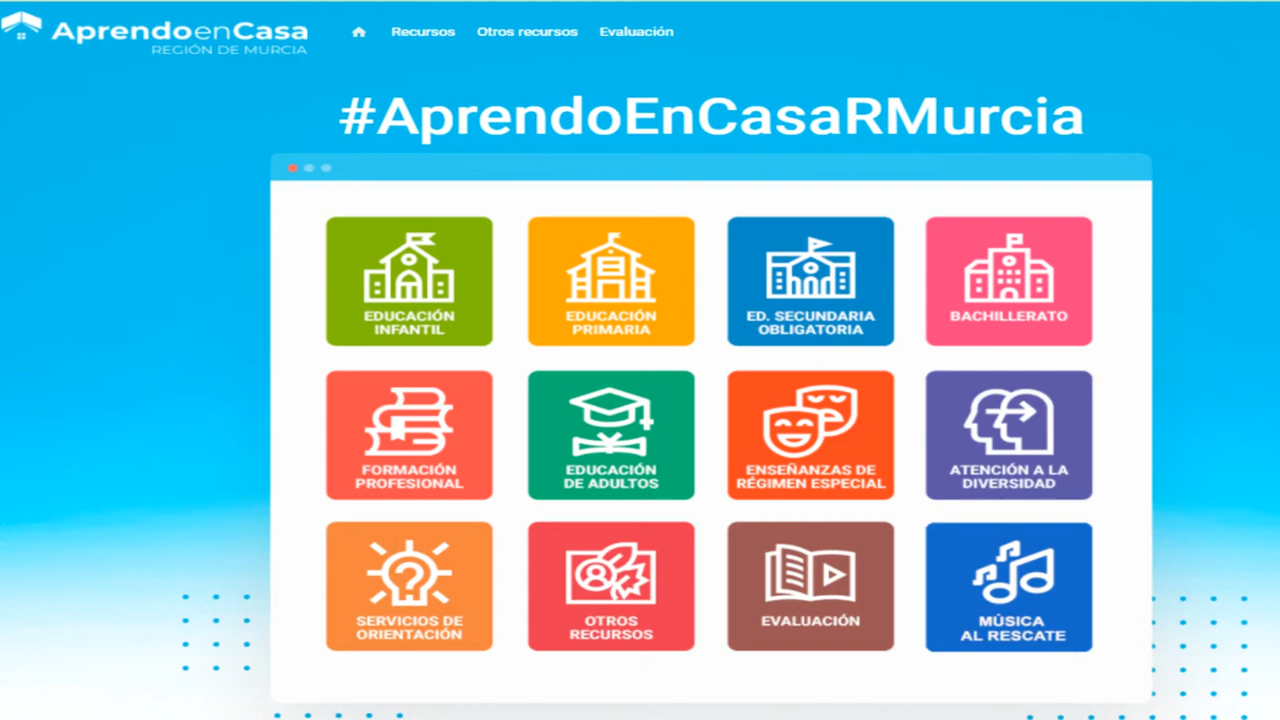 AprendoenCasa
REGIÓN DE MURCIA
Recursos
Otros recursos
Evaluación
#AprendoEnCasaRMurcia
EDUCACIÓN
INFANTIL
EDUCACIÓN
PRIMARIA
ED. SECUNDARIA
OBLIGATORIA
BACHILLERATO
FORMACIÓN
PROFESIONAL
EDUCACIÓN
DE ADULTOS
ENSEÑANZAS DE
RÉGIMEN ESPECIAL
ATENCIÓN A LA
DIVERSIDAD
SERVICIOS DE
ORIENTACIÓN
OTROS
RECURSOS
EVALUACIÓN
MÚSICA
AL RESCATE